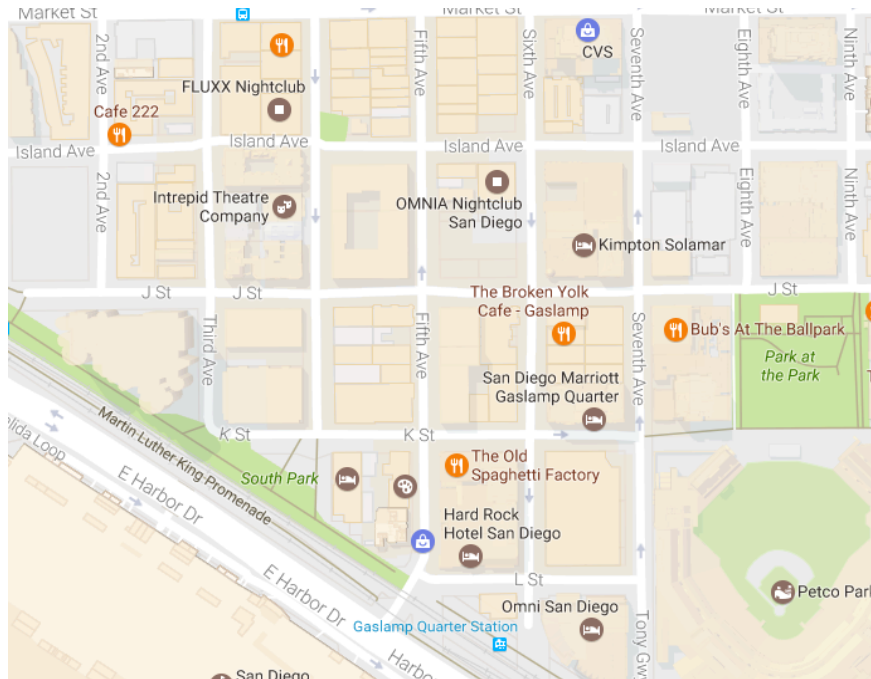 Market St
Market St
Market St
2nd Ave
Fifth Ave
Sixth Ave
Seventh Ave
Eighth Ave
Ninth Ave
CVS
FLUXX Nightclub
Cafe 222
Island Ave
Island Ave
Island Ave
Island Ave
2nd Ave
Eighth Ave
Ninth Ave
Intrepid Theatre
Company
OMNIA Nightclub
San Diego
Kimpton Solamar
J St
J St
J St
The Broken Yolk
Cafe - Gaslamp
Third Ave
Fifth Ave
Seventh Ave
Bub's At The Ballpark
Park at
the Park
San Diego Marriott
Gaslamp Quarter
K St
K St
Martin Luther King Promenade
South Park
The Old
Spaghetti Factory
Loop
E Harbor Dr
Hard Rock
Hotel San Diego
L St
E Harbor Dr
Omni San Diego
Petco Park
Gaslamp Quarter Station
Tony Gwy
Harbo
San Diego